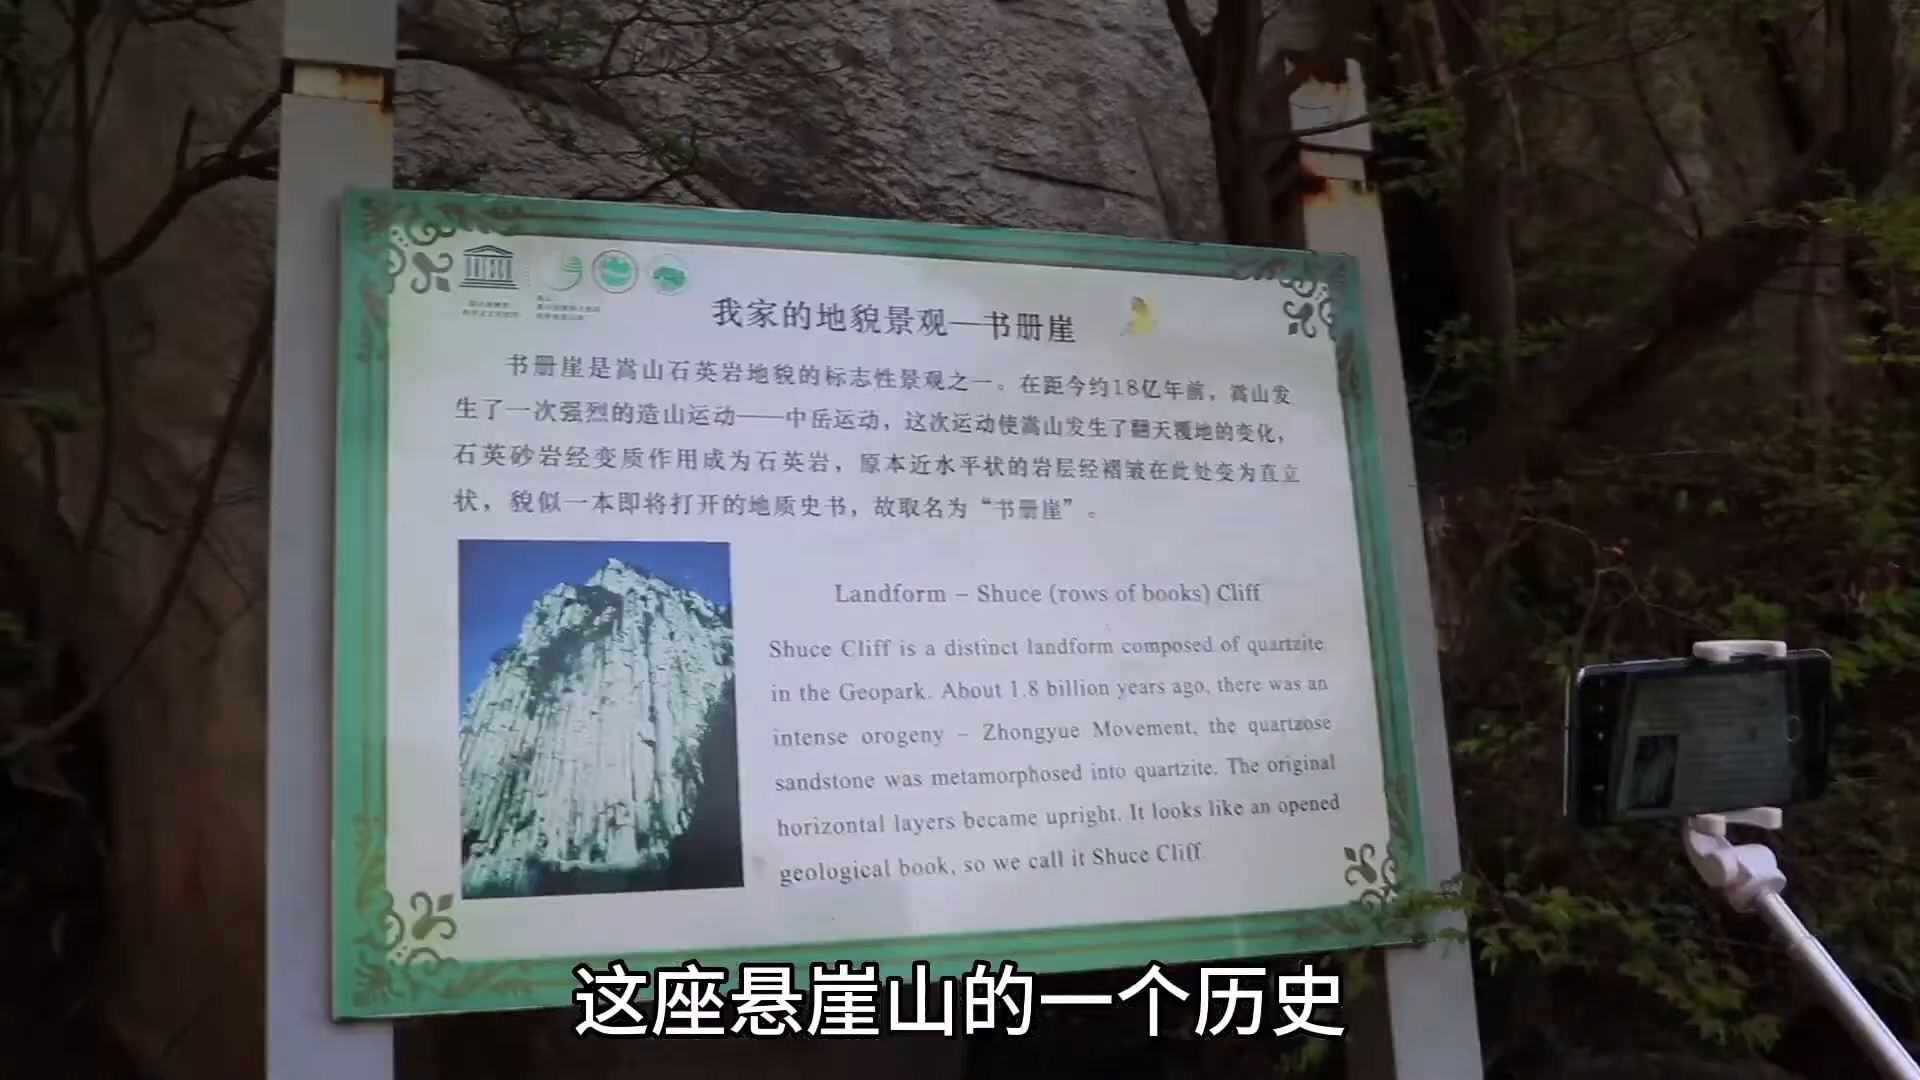 UNESCO
我家的地貌景观—书册崖
书册崖是嵩山石英岩地貌的标志性景观之一。在距今约18亿年前，嵩山发
生了一次强烈的造山运动——中岳运动，这次运动使嵩山发生了翻天覆地的变化，
石英砂岩经变质作用成为石英岩，原本近水平状的岩层经褶皱在此处变为直立
状，貌似一本即将打开的地质史书，故取名为“书册崖”。
Landform – Shuce (rows of books) Cliff
Shuce Cliff is a distinct landform composed of quartzite
in the Geopark. About 1.8 billion years ago, there was an
intense orogeny – Zhongyue Movement, the quartzose
sandstone was metamorphosed into quartzite. The original
horizontal layers became upright. It looks like an opened
geological book, so we call it Shuce Cliff
这座悬崖山的一个历史